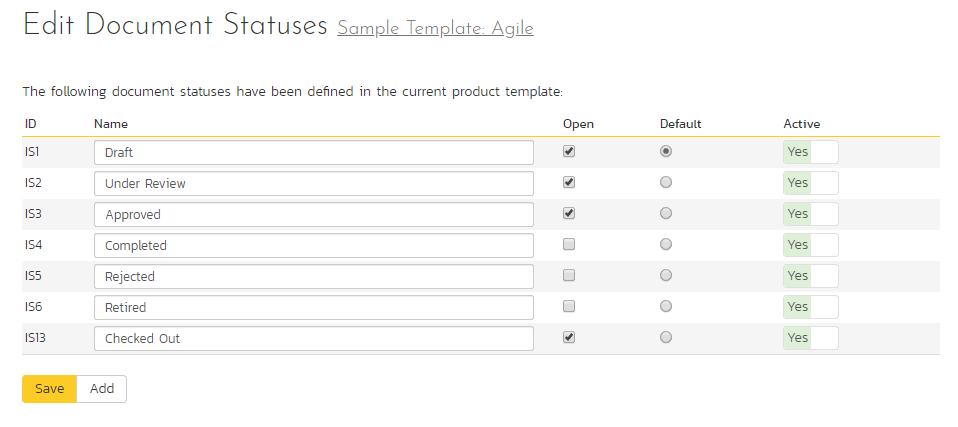 Edit Document Statuses Sample Template: Agile
The following document statuses have been defined in the current product template:
ID Name Open Default Active
IS1 Draft Yes
IS2 Under Review Yes
IS3 Approved Yes
IS4 Completed Yes
IS5 Rejected Yes
IS6 Retired Yes
IS13 Checked Out Yes
Save Add